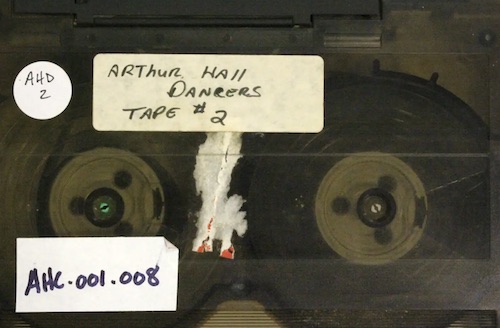 AHD
2
ARTHUR HALL
DANCERS
TAPE #2
AHC.001.008